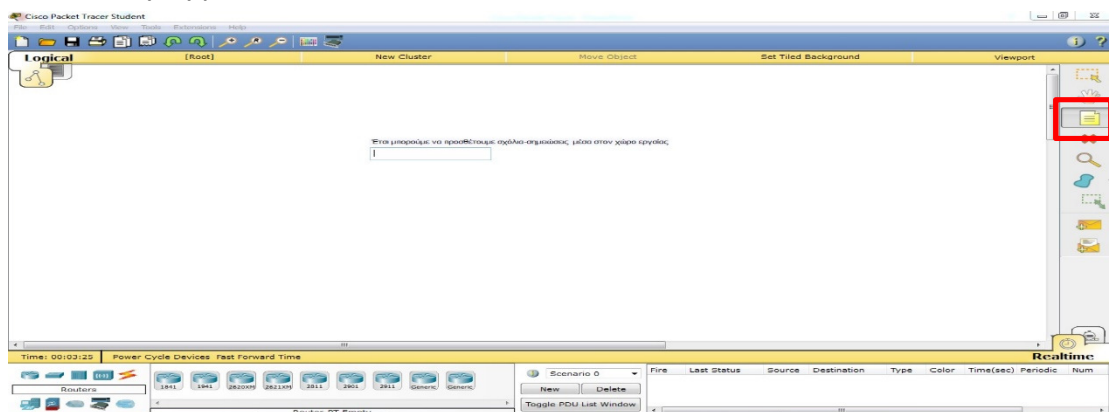 Cisco Packet Tracer Student
File Edit Options View Tools Extensions Help
Logical
[Root]
New Cluster
Move Object
Set Tiled Background
Viewport
Έτσι μπορούμε να προσθέτουμε σχόλια-σημειώσεις μέσα στον χώρο εργασίας
Time: 00:03:25
Power Cycle Devices Fast Forward Time
Realtime
Routers
1841 1941 2620XM 2621XM 2811 2901 2911 Generic Generic
Scenario 0
New Delete
Toggle PDU List Window
Fire Last Status Source Destination Type Color Time(sec) Periodic Num